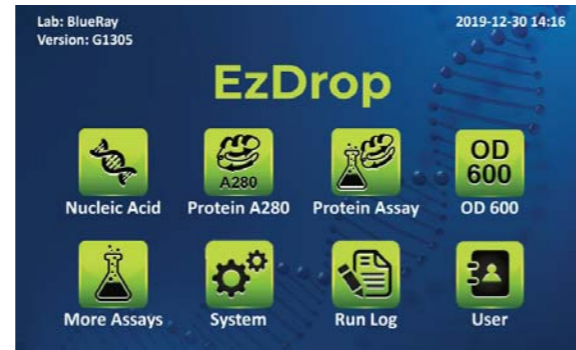 Lab: BlueRay
2019-12-30 14:16
Version: G1305
EzDrop
A280
OD
600
Nucleic Acid
Protein A280
Protein Assay
OD 600
More Assays
System
Run Log
User